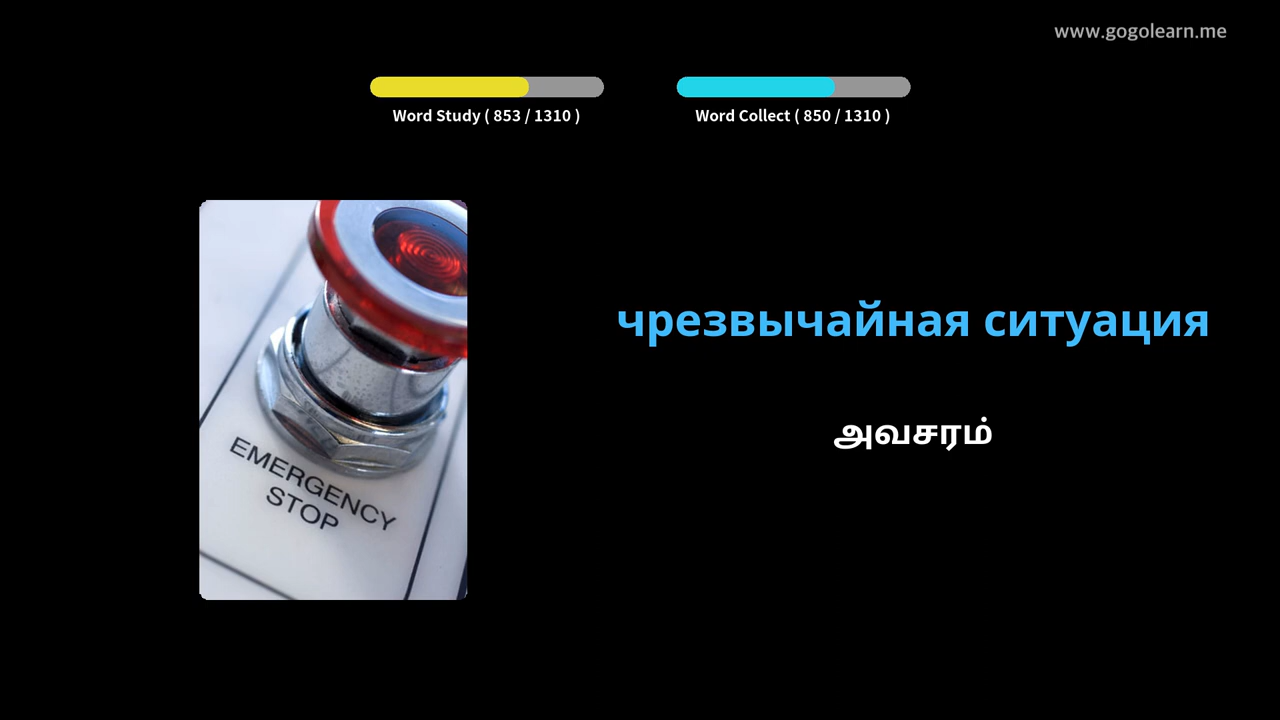 www.gogolearn.me
Word Study ( 853 / 1310 )
Word Collect ( 850 / 1310 )
EMERGENCY
STOP
чрезвычайная ситуация
அவசரம்